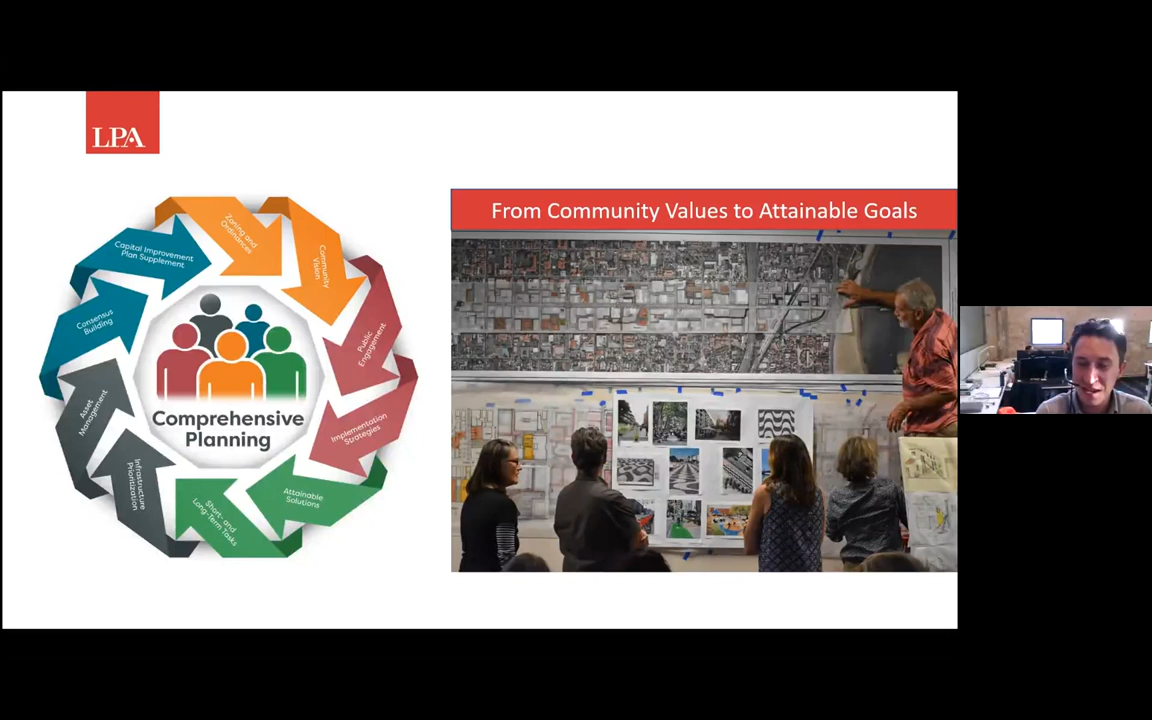 LPA
From Community Values to Attainable Goals
Zoning and
Ordinances
Community
Vision
Public
Engagement
Implementation
Strategies
Attainable
Solutions
Short- and
Long-Term Tasks
Infrastructure
Prioritization
Asset
Management
Consensus
Building
Capital Improvement
Plan Supplement
Comprehensive
Planning